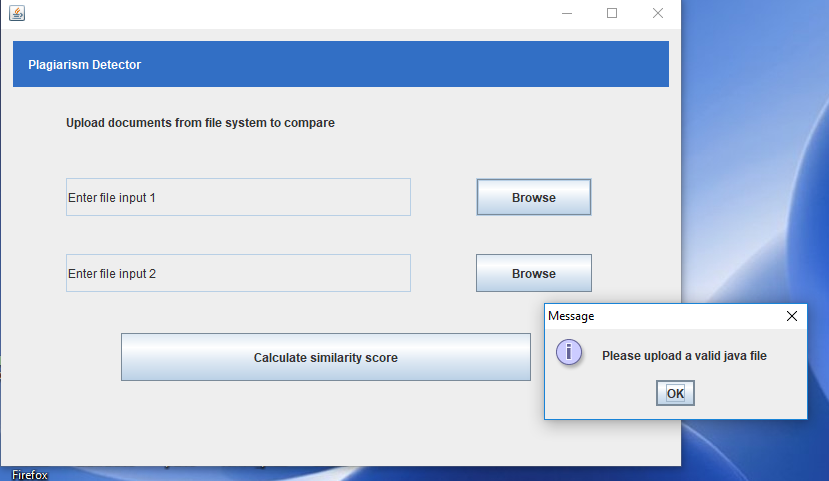 Plagiarism Detector
Upload documents from file system to compare
Enter file input 1
Browse
Enter file input 2
Browse
Calculate similarity score
Message
Please upload a valid java file
OK
Firefox